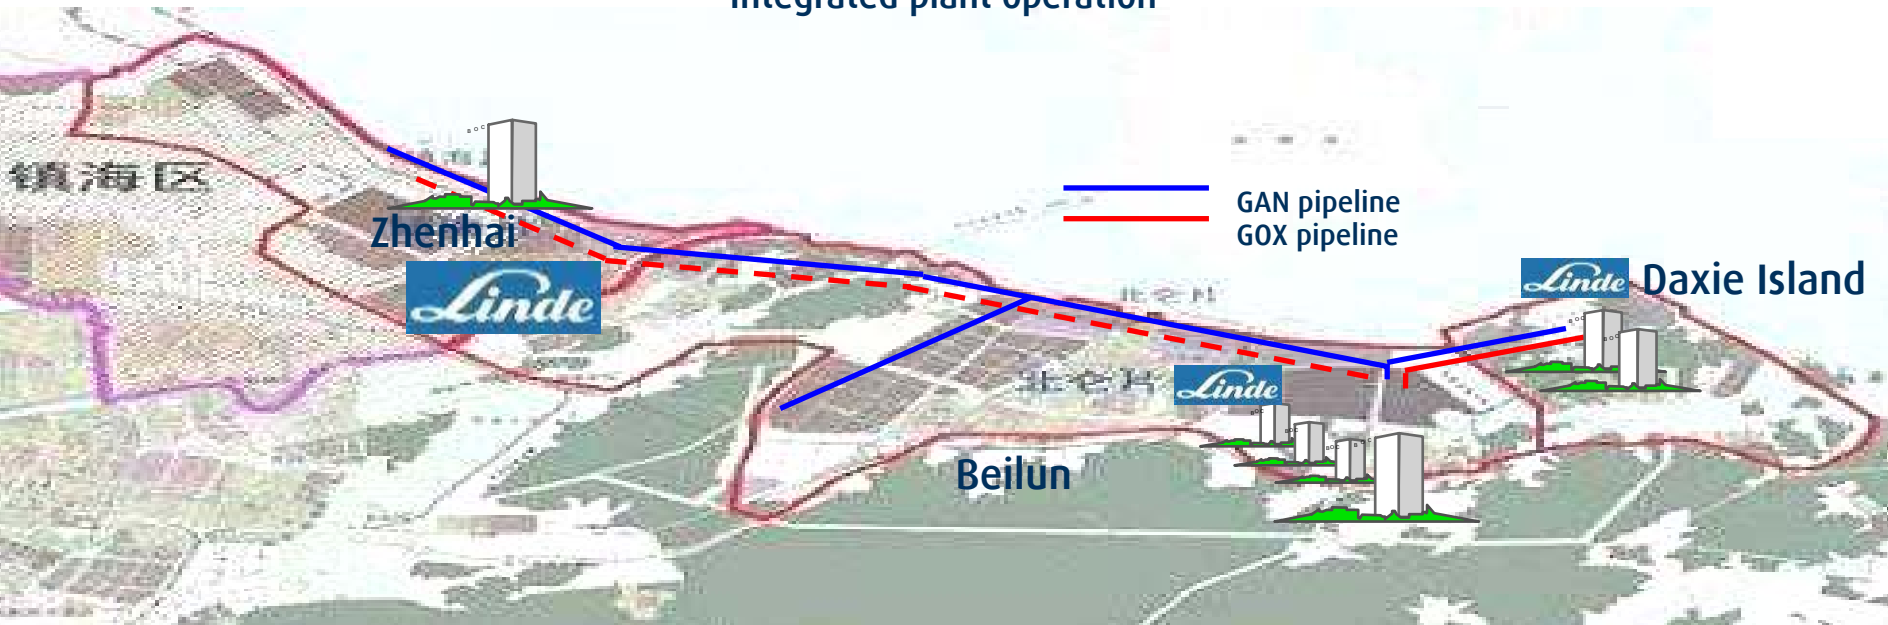 Integrated plant operation
镇海区
Zhenhai
Linde
GAN pipeline
GOX pipeline
Linde
Daxie Island
Linde
Beilun